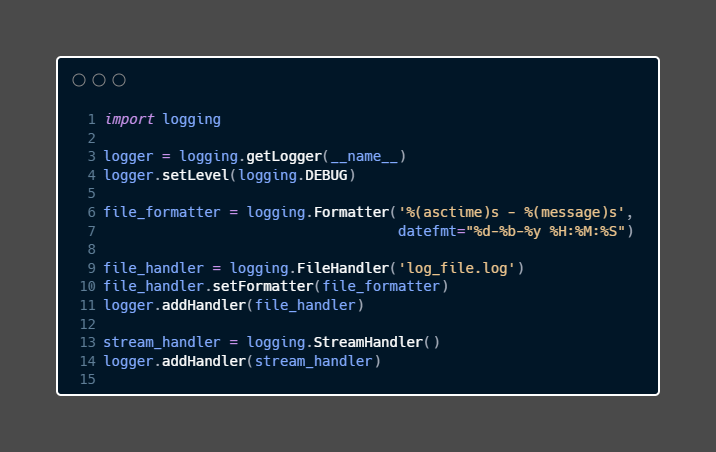 1 import logging
2
3 logger = logging.getLogger(__name__)
4 logger.setLevel(logging.DEBUG)
5
6 file_formatter = logging.Formatter('%(asctime)s - %(message)s',
7                                    datefmt="%d-%b-%y %H:%M:%S")
8
9 file_handler = logging.FileHandler('log_file.log')
10 file_handler.setFormatter(file_formatter)
11 logger.addHandler(file_handler)
12
13 stream_handler = logging.StreamHandler()
14 logger.addHandler(stream_handler)
15